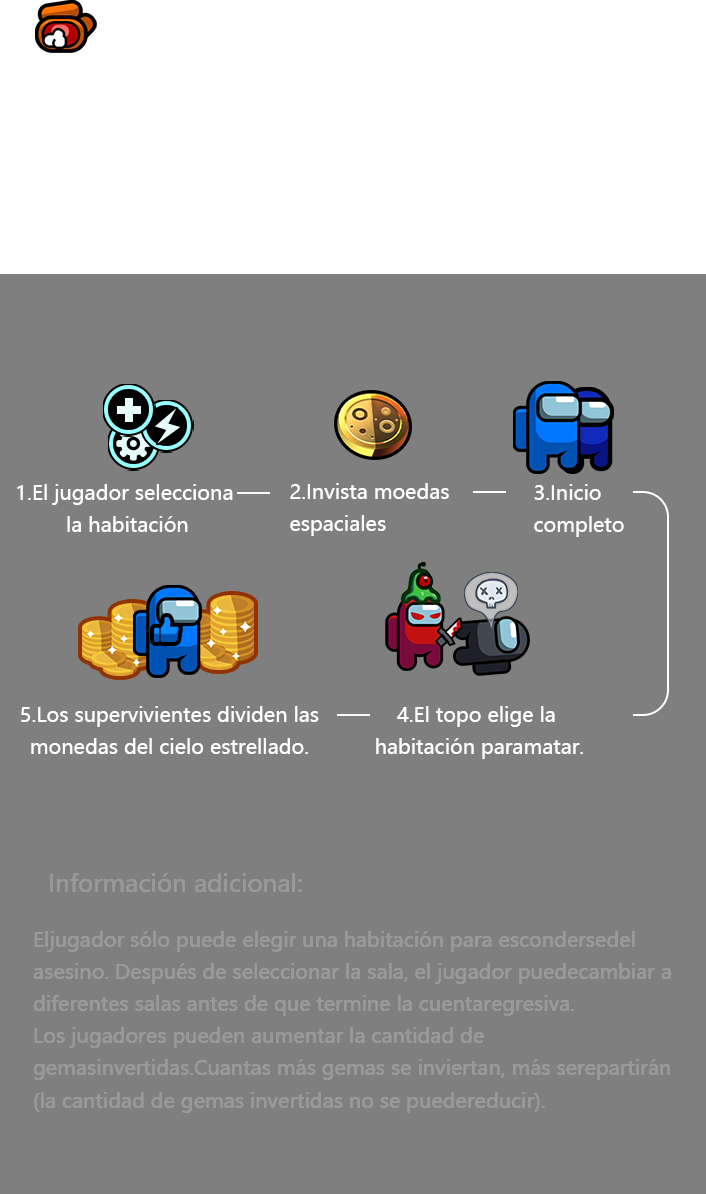 1.El jugador selecciona
la habitación
2.Invista moedas
espaciales
3.Inicio
completo
4.El topo elige la
habitación paramatar.
5.Los supervivientes dividen las
monedas del cielo estrellado.
Información adicional:
Eljugador sólo puede elegir una habitación para escondersedel
asesino. Después de seleccionar la sala, el jugador puedecambiar a
diferentes salas antes de que termine la cuentaregresiva.
Los jugadores pueden aumentar la cantidad de
gemasinvertidas.Cuantas más gemas se inviertan, más serepartirán
(la cantidad de gemas invertidas no se puedereducir).